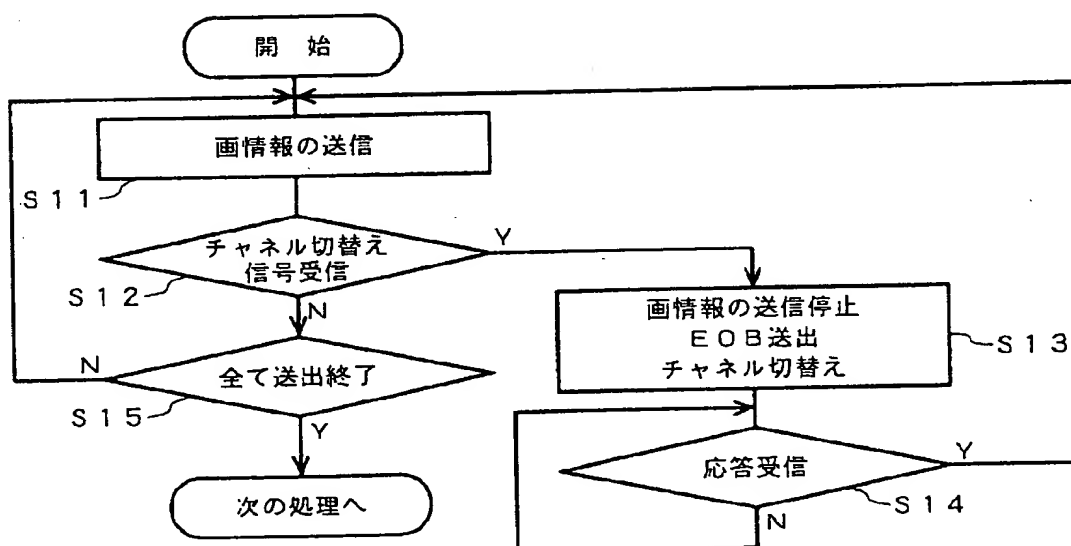 開 始
画情報の送信
S11
チャネル切替え
信号受信
Y
S12
N
画情報の送信停止
EOB送出
チャネル切替え
S13
N
全て送出終了
S15
Y
応答受信
Y
S14
N
次の処理へ